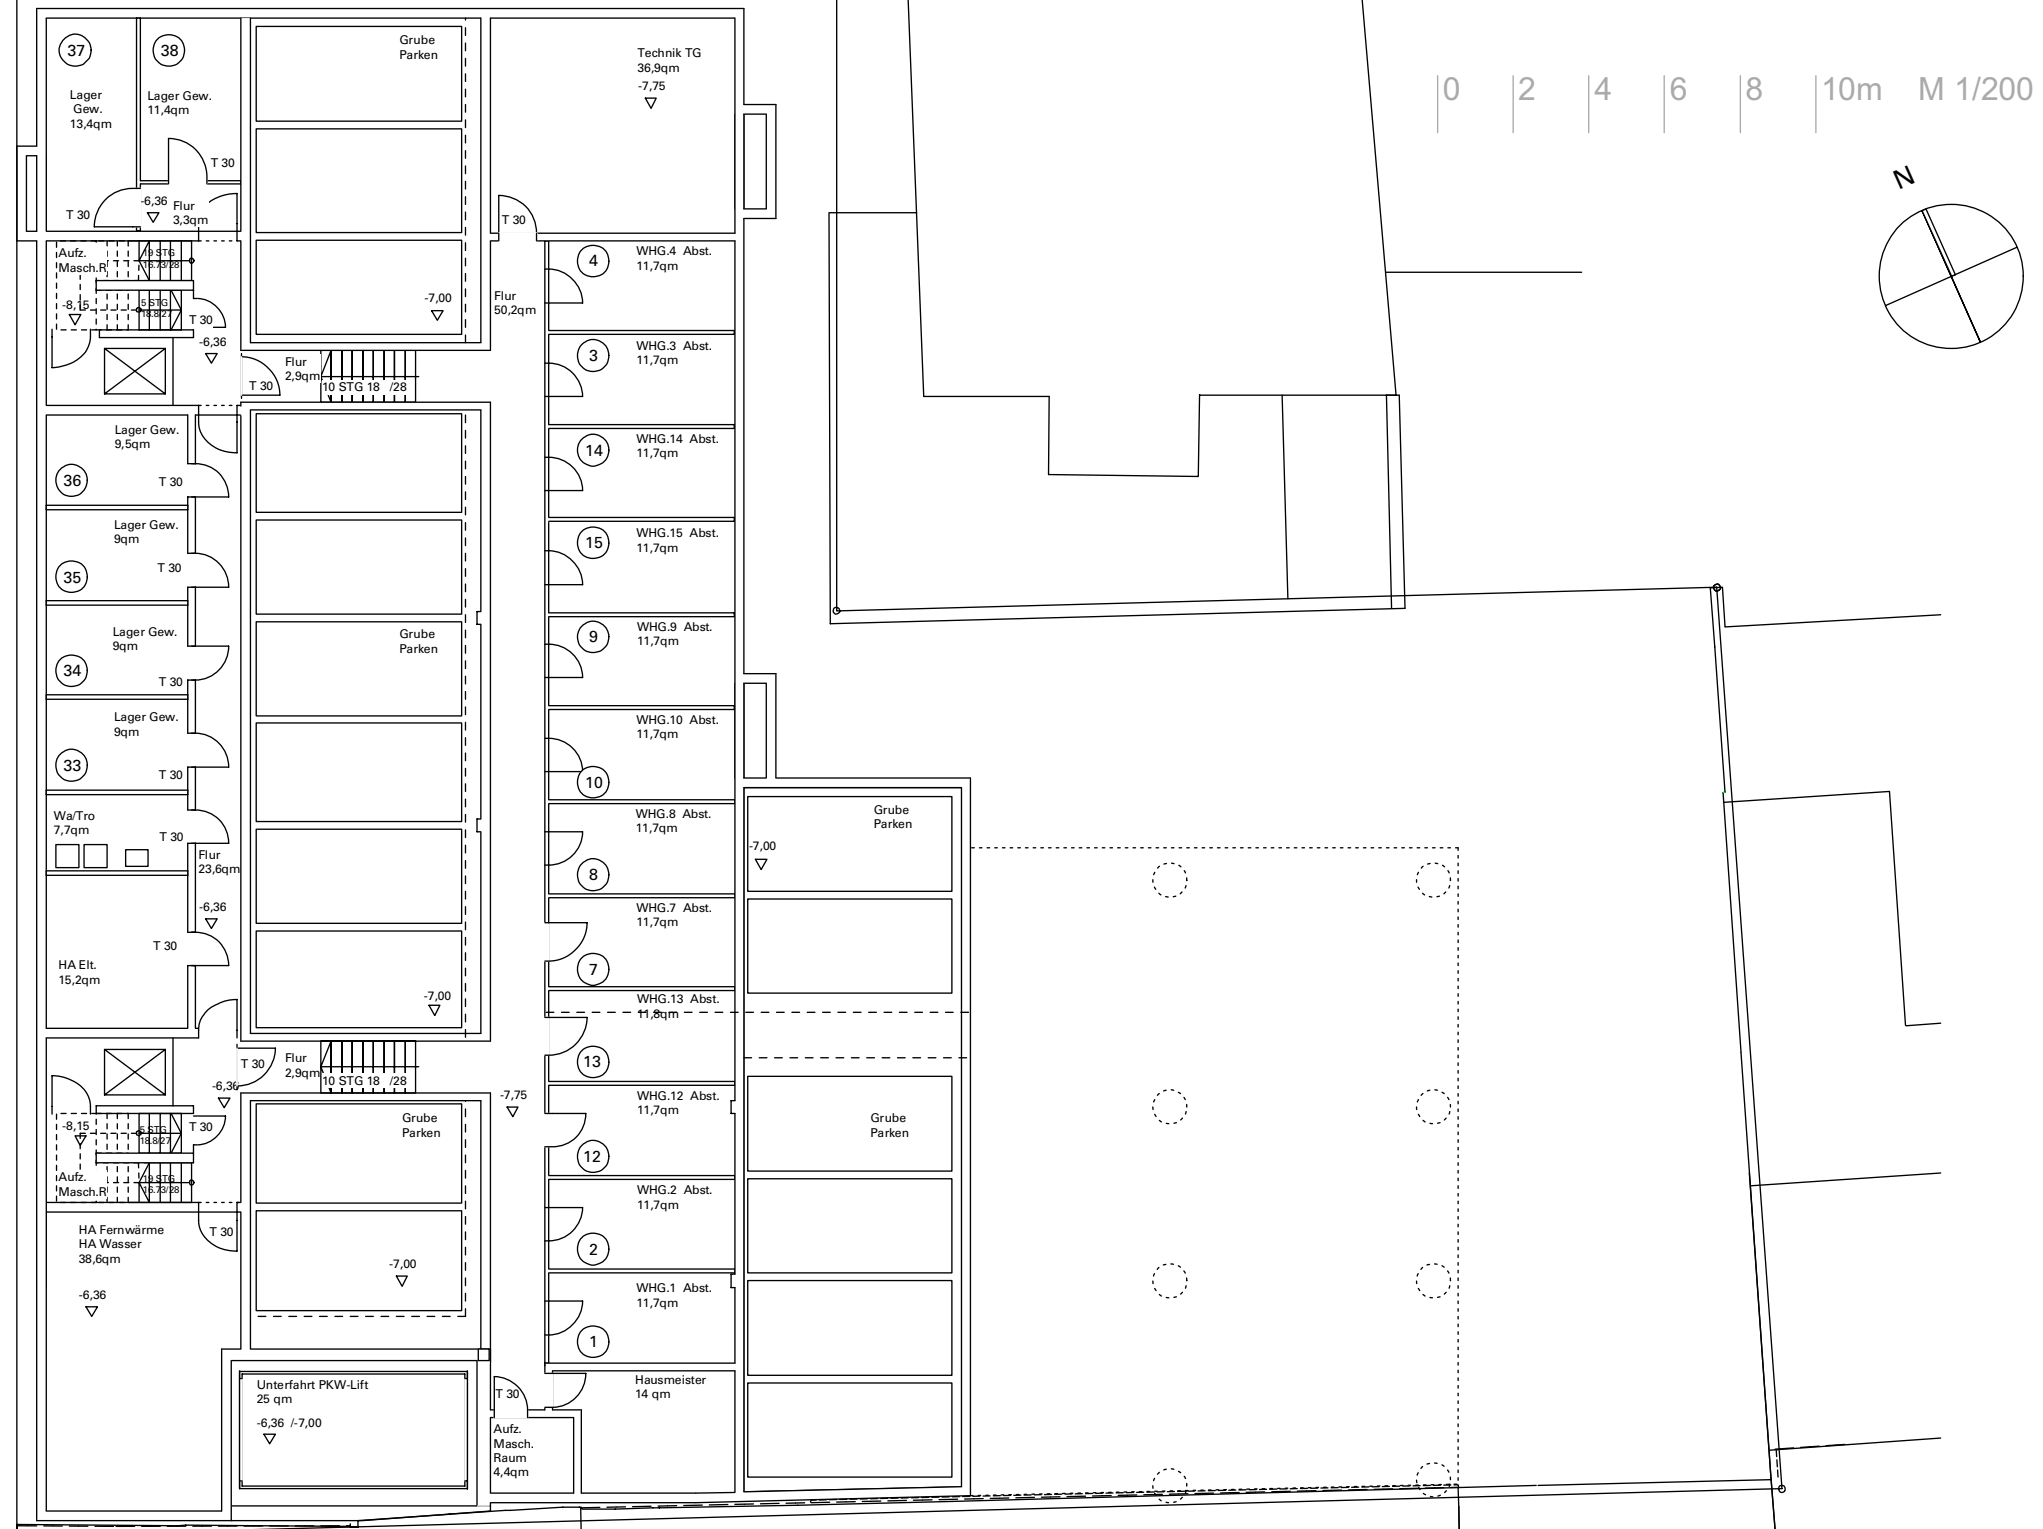 37
38
Grube
Parken
Technik TG
36,9qm
-7,75
0 2 4 6 8 10m M 1/200
N
Lager
Gew.
13,4qm
Lager Gew.
11,4qm
T 30
T 30
-6,36
Flur
3,3qm
T 30
Aufz.
Masch.R
19 STG
16.73/28
-8,15
5 STG
18.8/27
T 30
-6,36
-7,00
Flur
50,2qm
4
WHG.4 Abst.
11,7qm
Flur
2,9qm
T 30
10 STG 18 /28
3
WHG.3 Abst.
11,7qm
Lager Gew.
9,5qm
36
T 30
14
WHG.14 Abst.
11,7qm
Lager Gew.
9qm
35
T 30
15
WHG.15 Abst.
11,7qm
Lager Gew.
9qm
34
T 30
Grube
Parken
9
WHG.9 Abst.
11,7qm
Lager Gew.
9qm
33
T 30
10
WHG.10 Abst.
11,7qm
Wa/Tro
7,7qm
T 30
Flur
23,6qm
-6,36
8
WHG.8 Abst.
11,7qm
Grube
Parken
-7,00
HA Elt.
15,2qm
T 30
7
WHG.7 Abst.
11,7qm
-7,00
WHG.13 Abst.
11,8qm
13
T 30
Flur
2,9qm
10 STG 18 /28
-6,36
-7,75
-8,15
5 STG
18.8/27
T 30
Aufz.
Masch.R
19 STG
16.73/28
Grube
Parken
WHG.12 Abst.
11,7qm
12
Grube
Parken
WHG.2 Abst.
11,7qm
2
HA Fernwärme
HA Wasser
38,6qm
T 30
-6,36
-7,00
WHG.1 Abst.
11,7qm
1
Unterfahrt PKW-Lift
25 qm
-6,36 /-7,00
T 30
Hausmeister
14 qm
Aufz.
Masch.
Raum
4,4qm